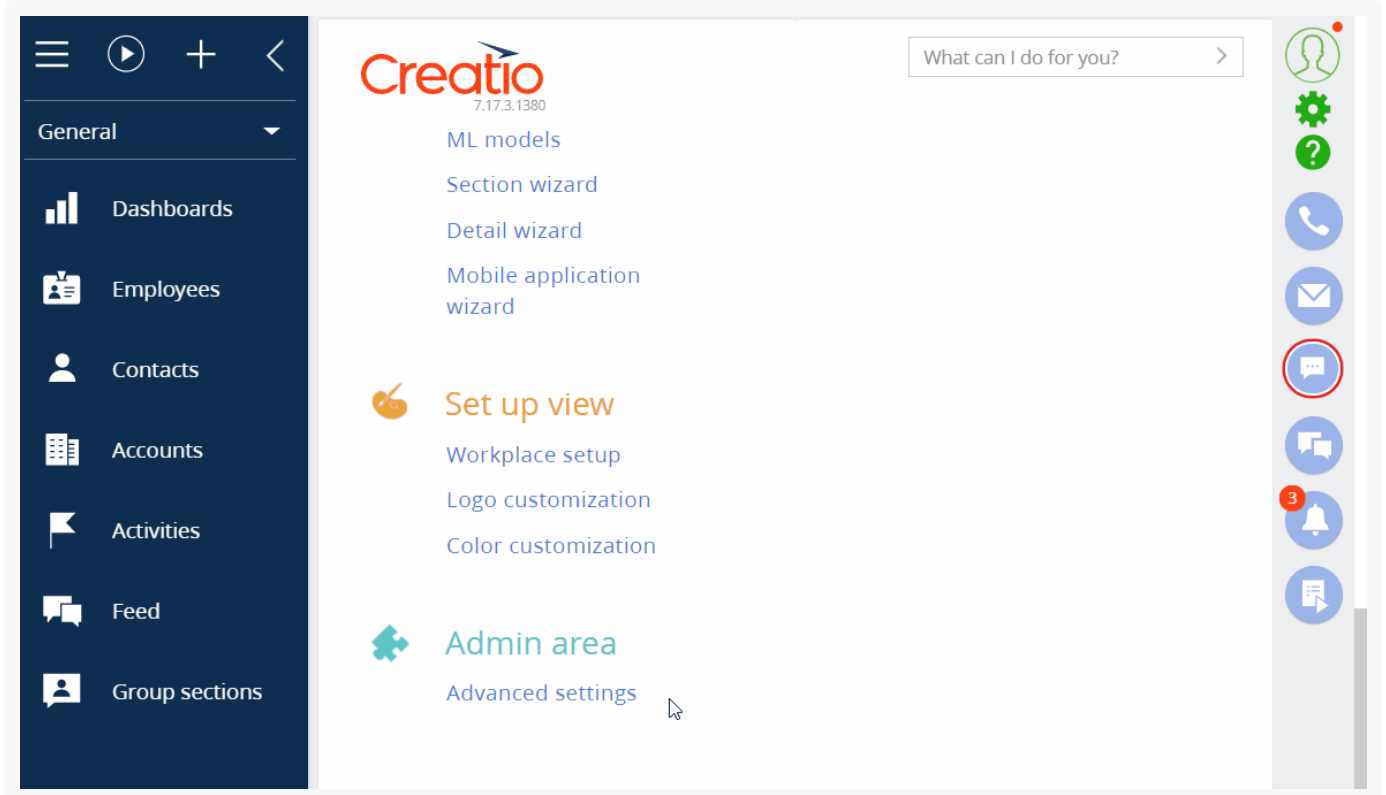 General
Dashboards
Employees
Contacts
Accounts
Activities
Feed
Group sections
Creatio
7.17.3.1380
What can I do for you?
ML models
Section wizard
Detail wizard
Mobile application
wizard
Set up view
Workplace setup
Logo customization
Color customization
Admin area
Advanced settings
?
3